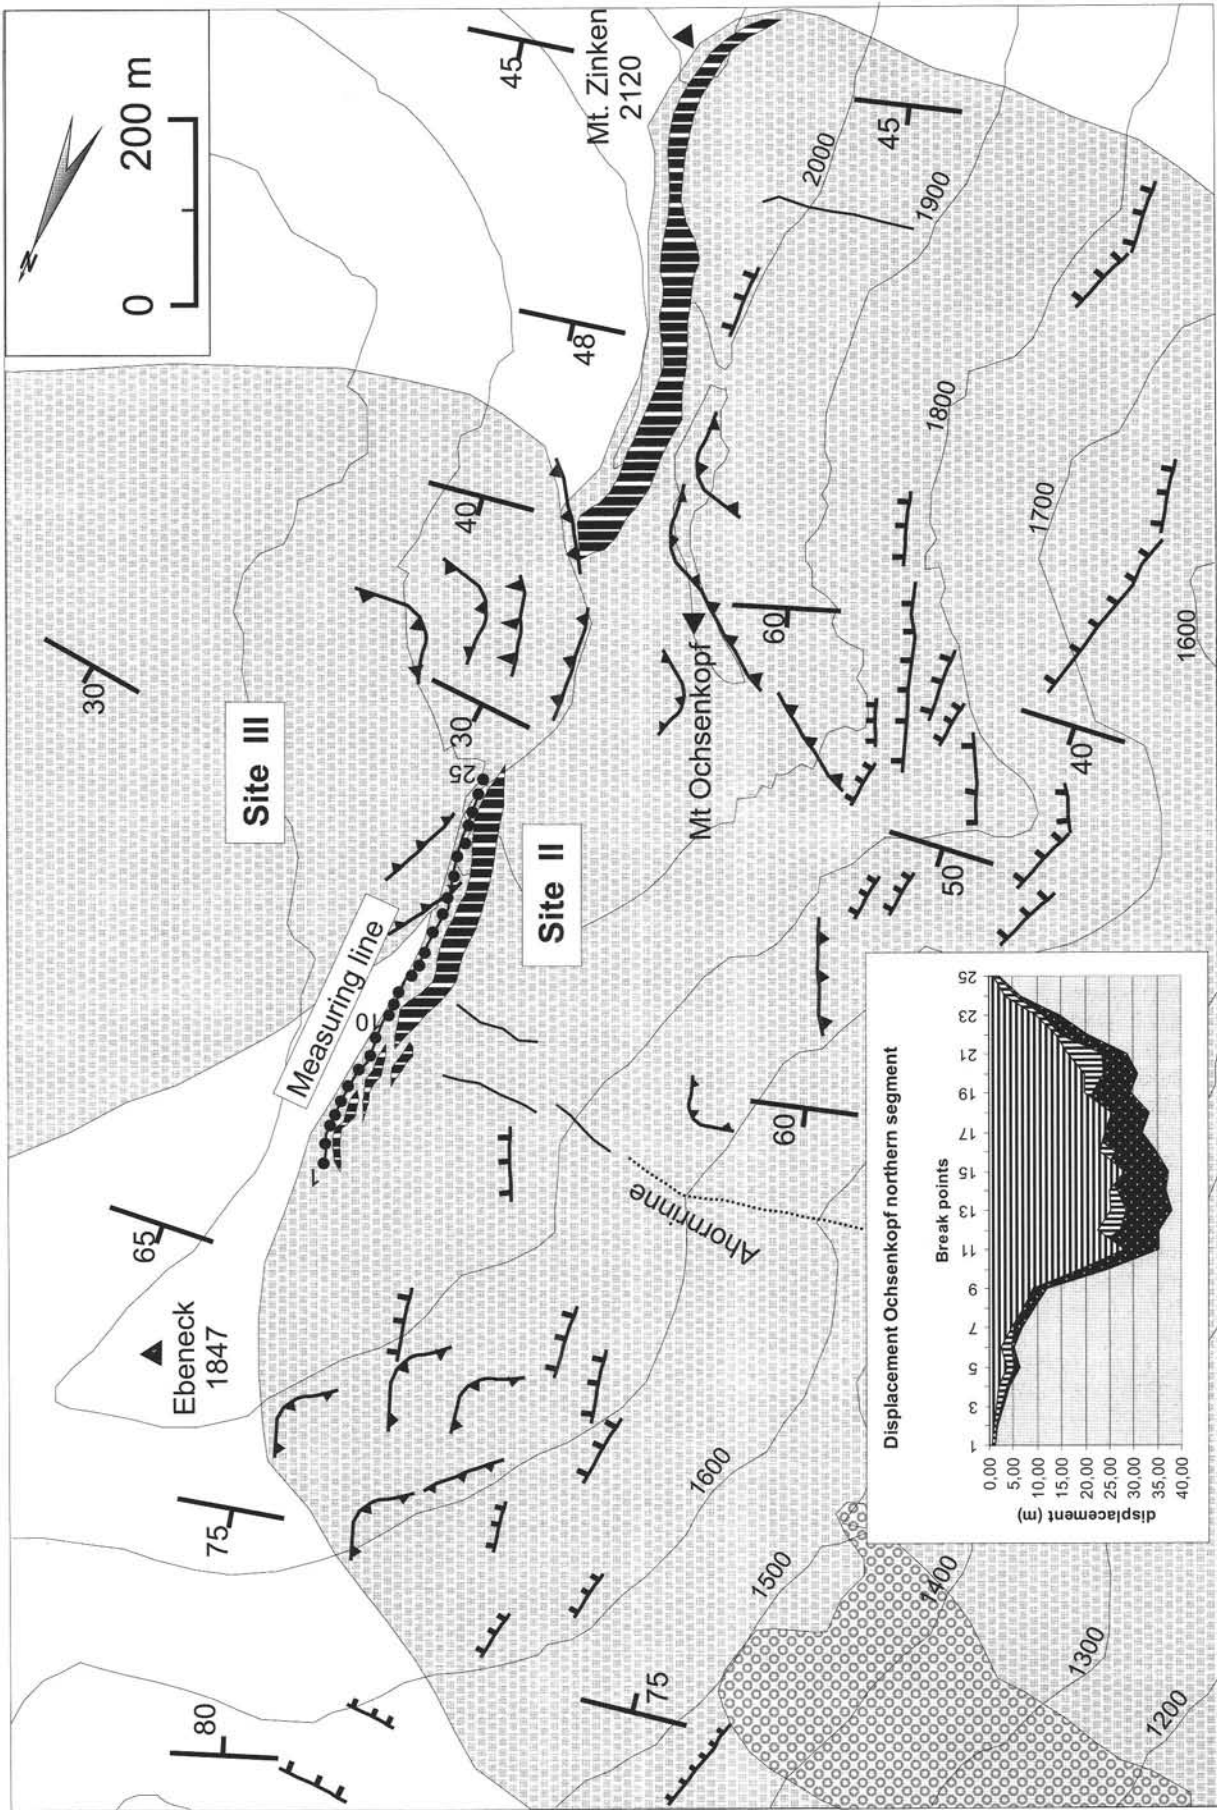 N
0 200 m
45
Mt. Zinken
2120
45
2000
1900
48
1800
1700
1600
40
30
Site III
30
25
60
Mt Ochsenkopf
40
50
Site II
Measuring line
10
1
60
Ahornrinne
65
Ebeneck
1847
75
80
75
1600
1500
1400
1300
1200
Displacement Ochsenkopf northern segment
Break points
1 3 5 7 9 11 13 15 17 19 21 23 25
displacement (m)
0,00
5,00
10,00
15,00
20,00
25,00
30,00
35,00
40,00